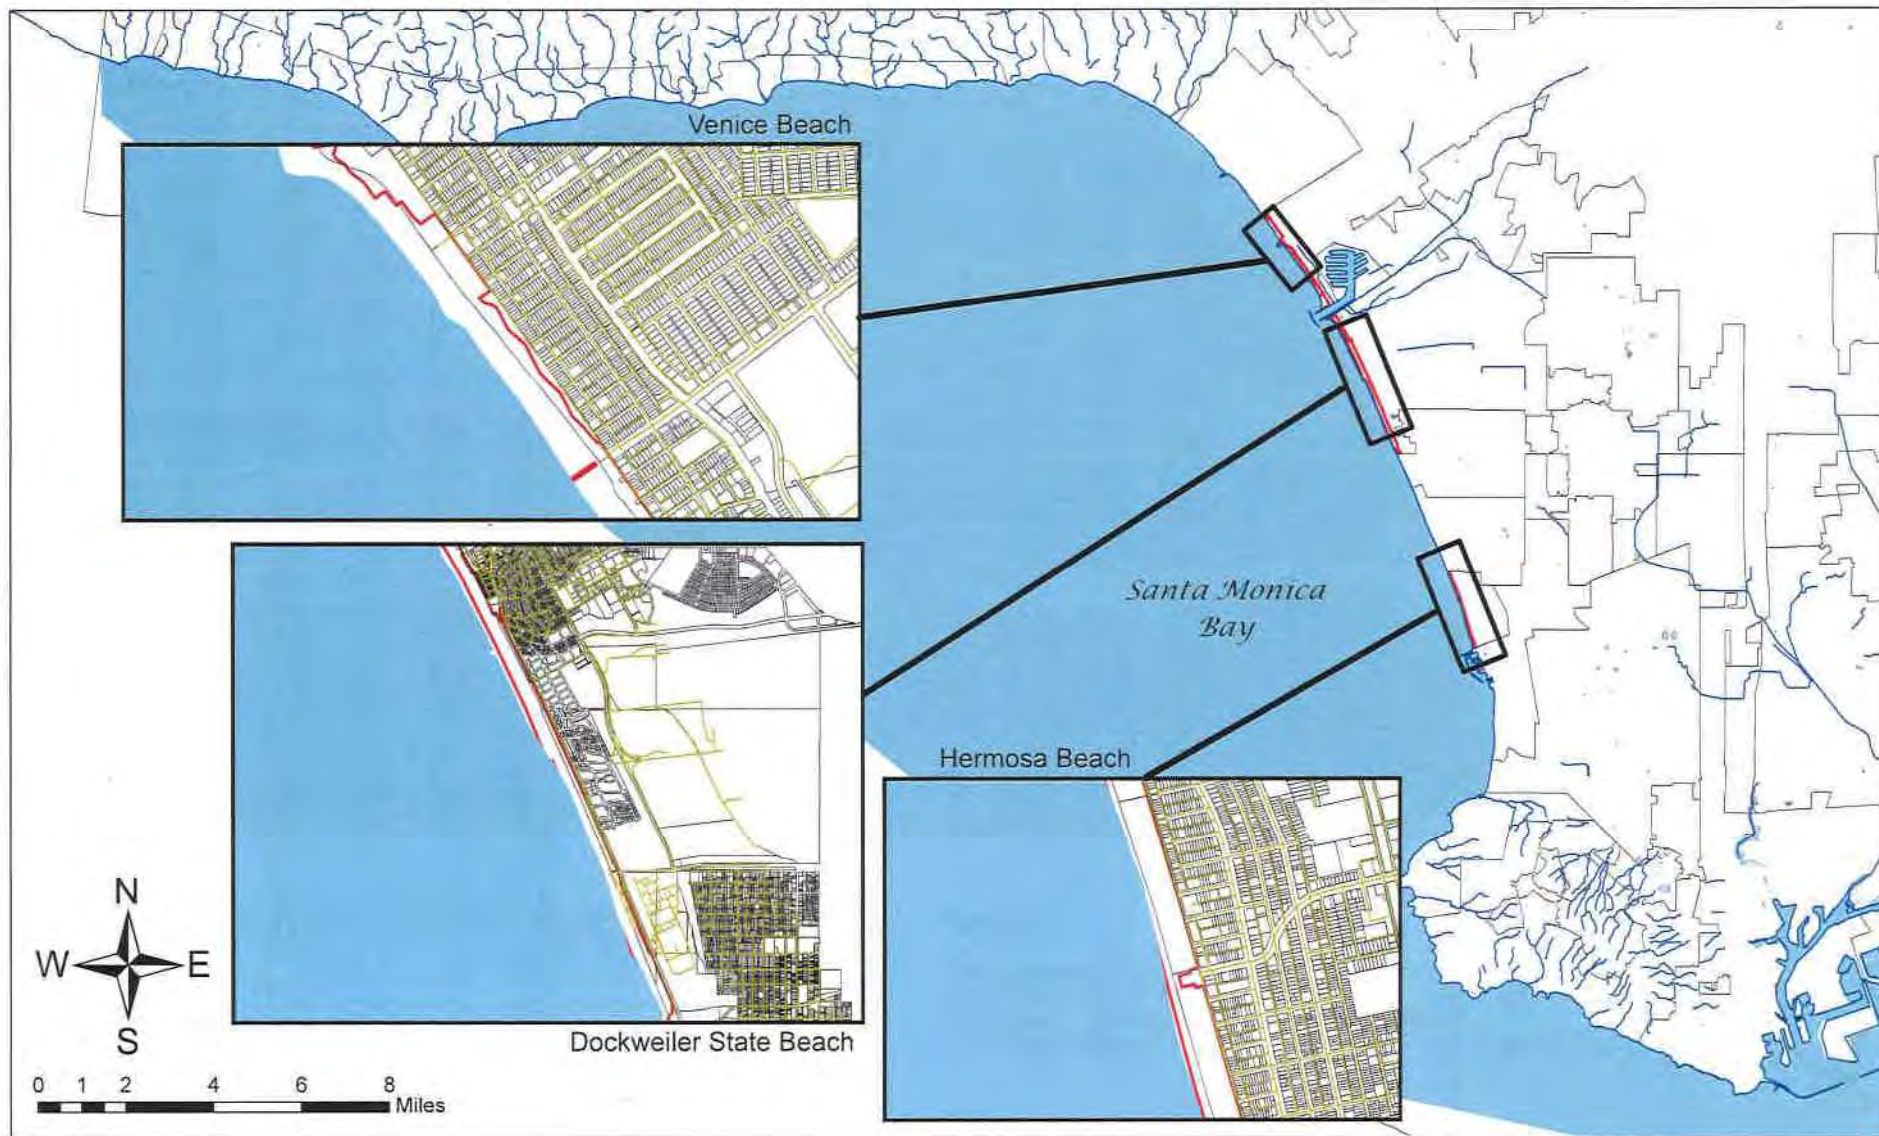 Venice Beach
Santa Monica
Bay
Hermosa Beach
Dockweiler State Beach
N
W E
S
0 1 2 4 6 8
Miles